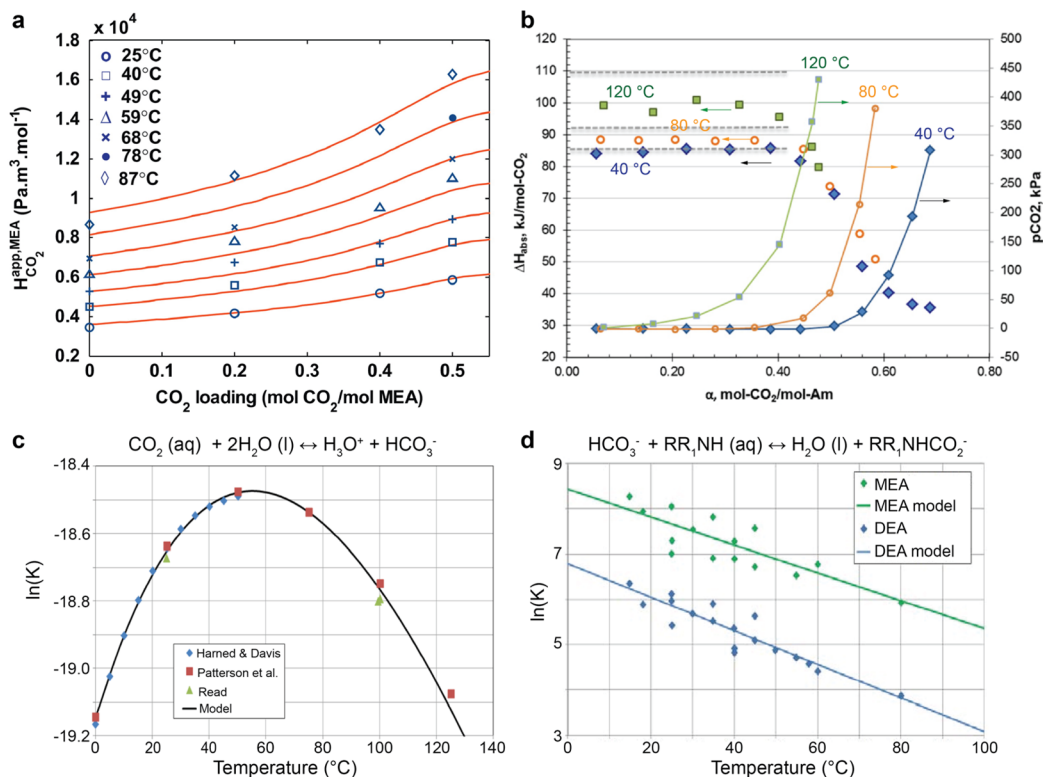 a
x 10⁴
1.8
1.6
1.4
1.2
1.0
0.8
0.6
0.4
0.2
H^app,MEA_CO₂ (Pa.m³.mol⁻¹)
25°C
40°C
49°C
59°C
68°C
78°C
87°C
0 0.1 0.2 0.3 0.4 0.5
CO₂ loading (mol CO₂/mol MEA)
b
120
110
100
90
80
70
60
50
40
30
20
ΔH_abs, kJ/mol-CO₂
120 °C
80 °C
40 °C
120 °C
80 °C
40 °C
500
450
400
350
300
250
200
150
100
50
0
-50
pCO2, kPa
0.00 0.20 0.40 0.60 0.80
α, mol-CO₂/mol-Am
c
CO₂ (aq) + 2H₂O (l) ↔ H₃O⁺ + HCO₃⁻
-18.4
-18.6
-18.8
-19.0
-19.2
ln(K)
Harned & Davis
Patterson et al.
Read
Model
0 20 40 60 80 100 120 140
Temperature (°C)
d
HCO₃⁻ + RR₁NH (aq) ↔ H₂O (l) + RR₁NHCO₂⁻
9
7
5
3
1
ln(K)
MEA
MEA model
DEA
DEA model
0 20 40 60 80 100
Temperature (°C)